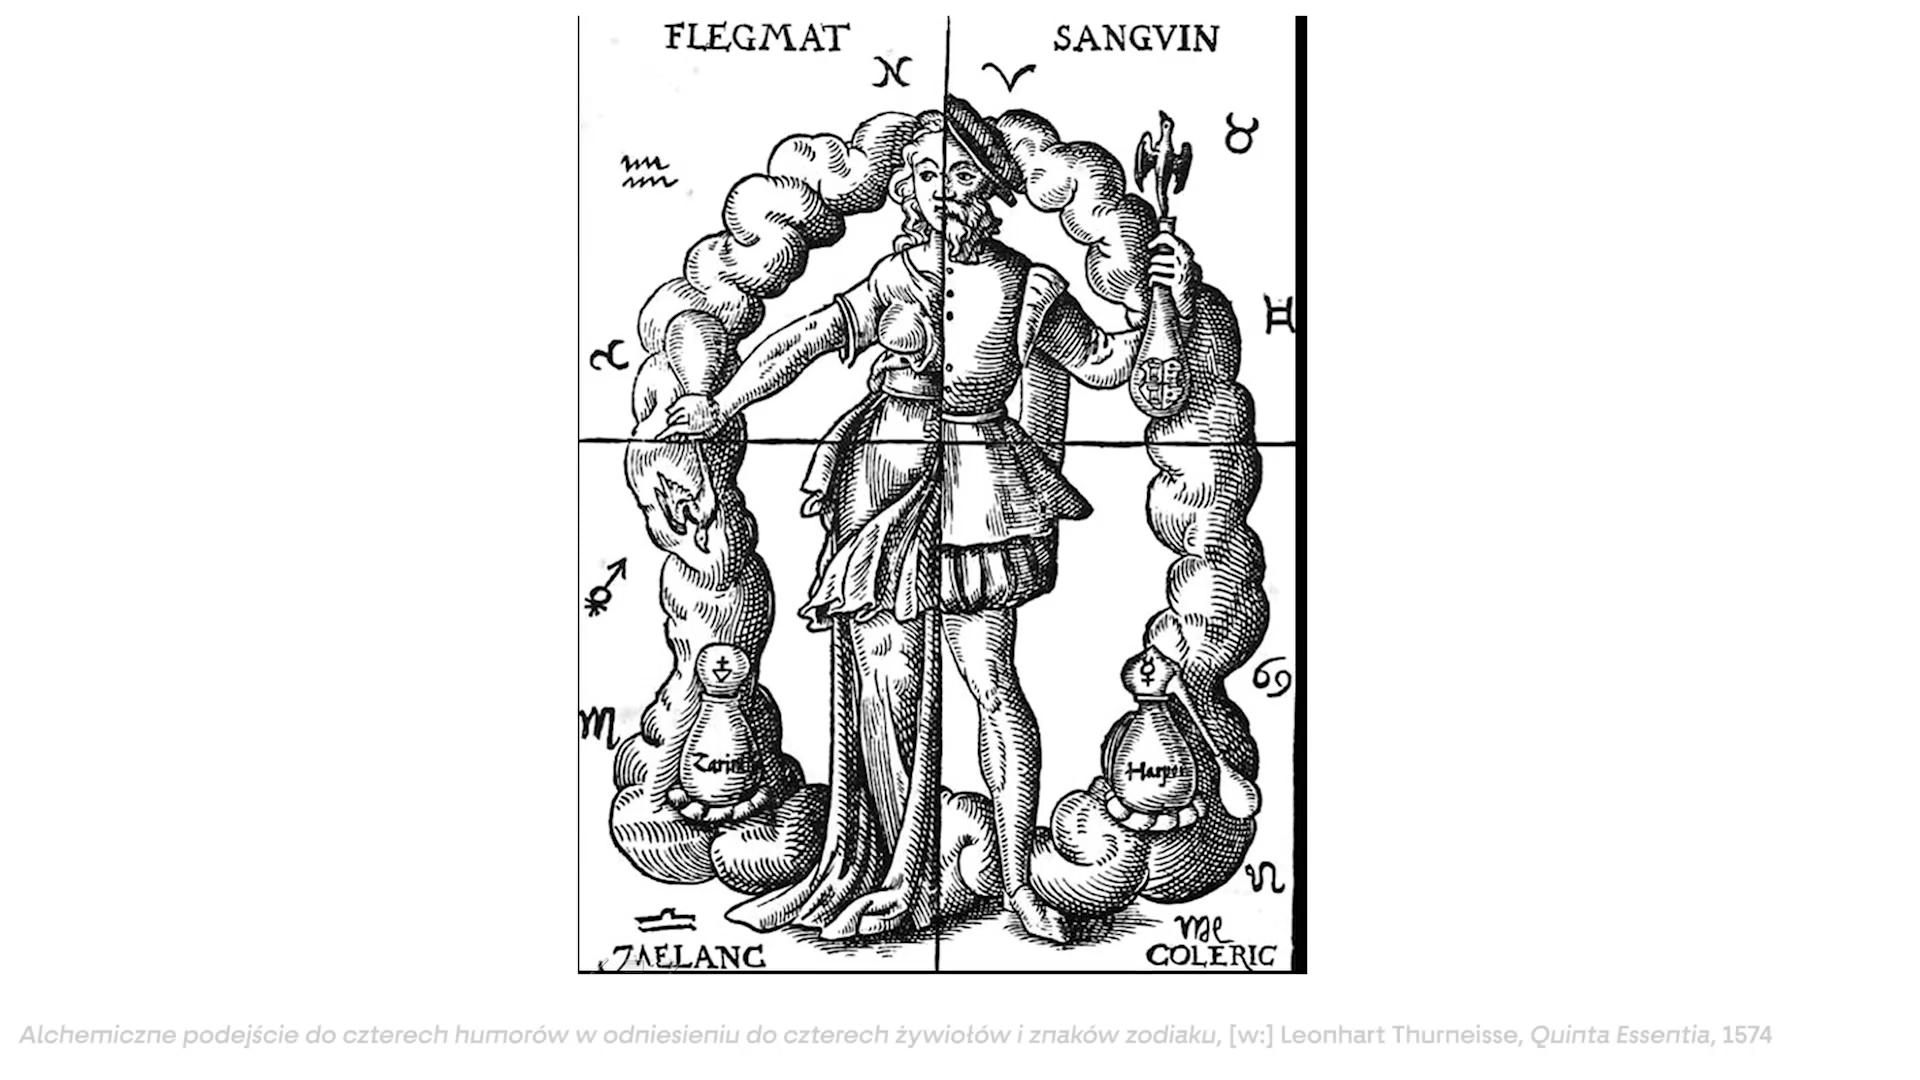 FLEGMAT
SANGVIN
MELANC
COLERIC
Alchemiczne podejście do czterech humorów w odniesieniu do czterech żywiołów i znaków zodiaku, [w:] Leonhart Thurneisse, Quinta Essentia, 1574